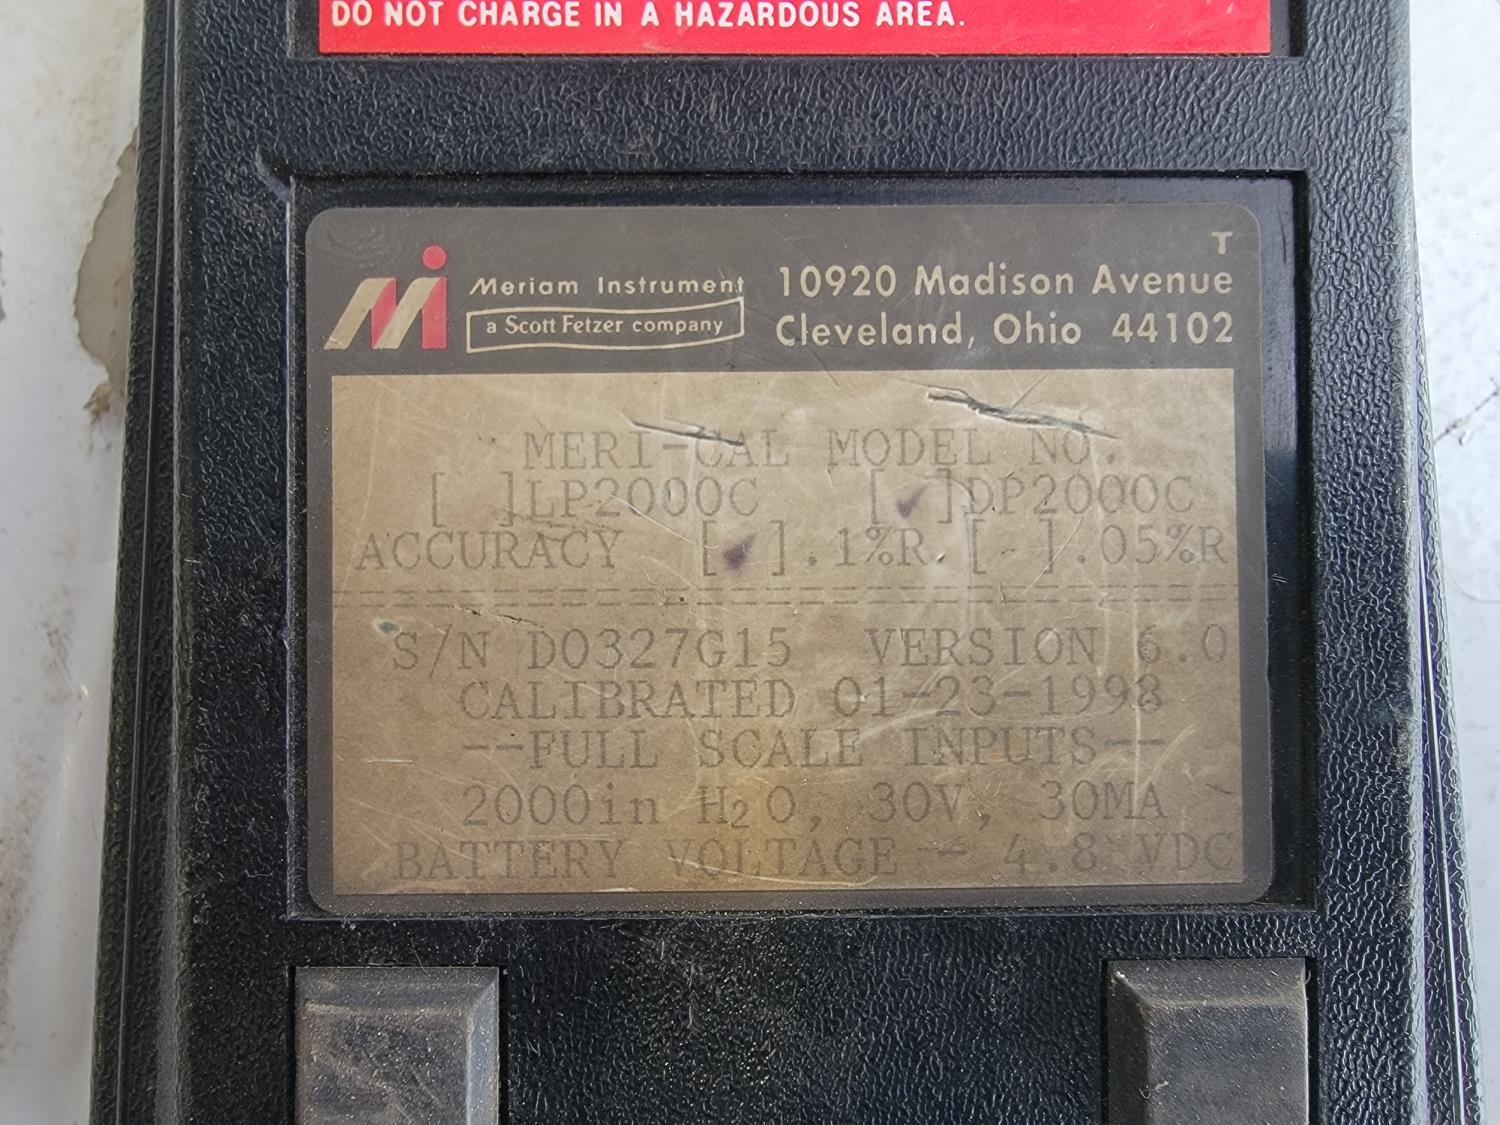 DO NOT CHARGE IN A HAZARDOUS AREA.
T
Meriam Instrument
a Scott Fetzer company
10920 Madison Avenue
Cleveland, Ohio 44102
MERI-CAL MODEL NO.
[ ]LP2000C [✓]DP2000C
ACCURACY [✓].1%R.[ ].05%R
S/N D0327G15 VERSION 6.0
CALIBRATED 01-23-1998
--FULL SCALE INPUTS--
2000in H₂O, 30V, 30MA
BATTERY VOLTAGE - 4.8 VDC